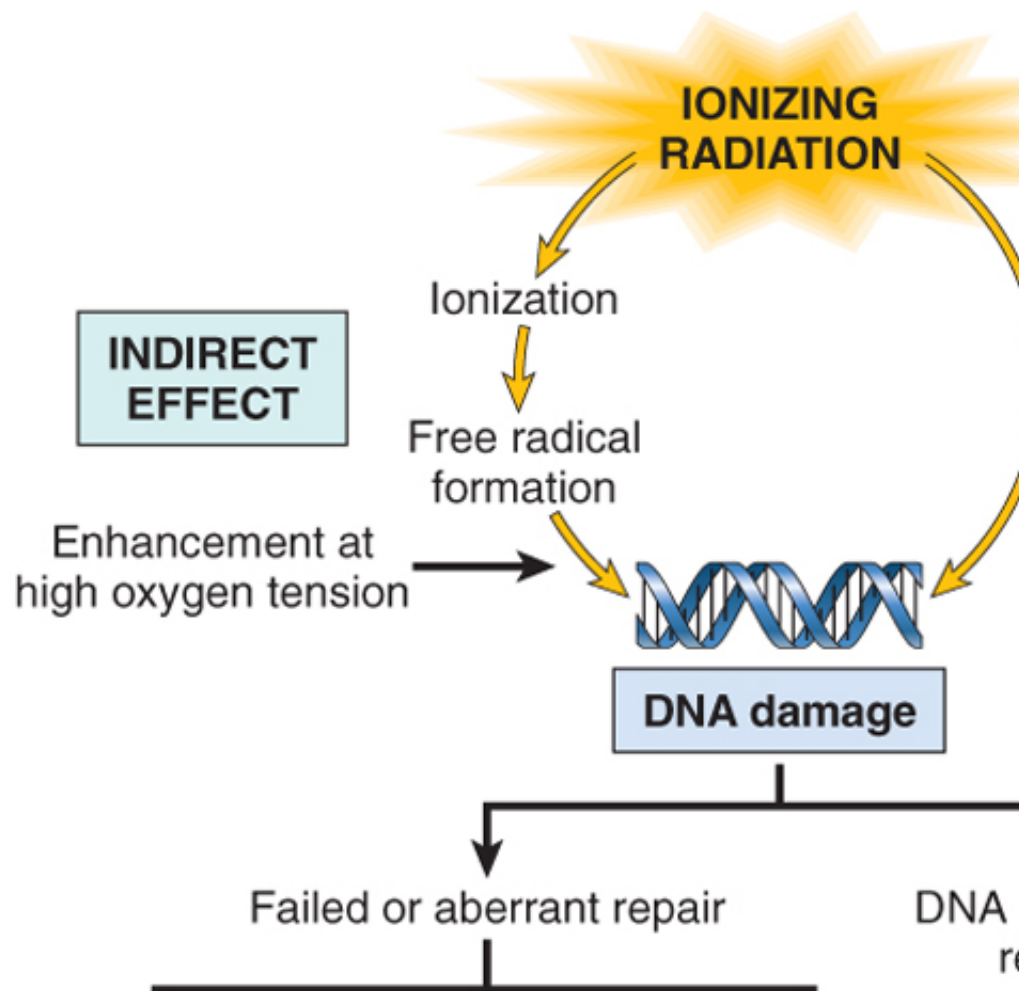 IONIZING
RADIATION
Ionization
INDIRECT
EFFECT
Free radical
formation
Enhancement at
high oxygen tension
DNA damage
Failed or aberrant repair
DNA
re